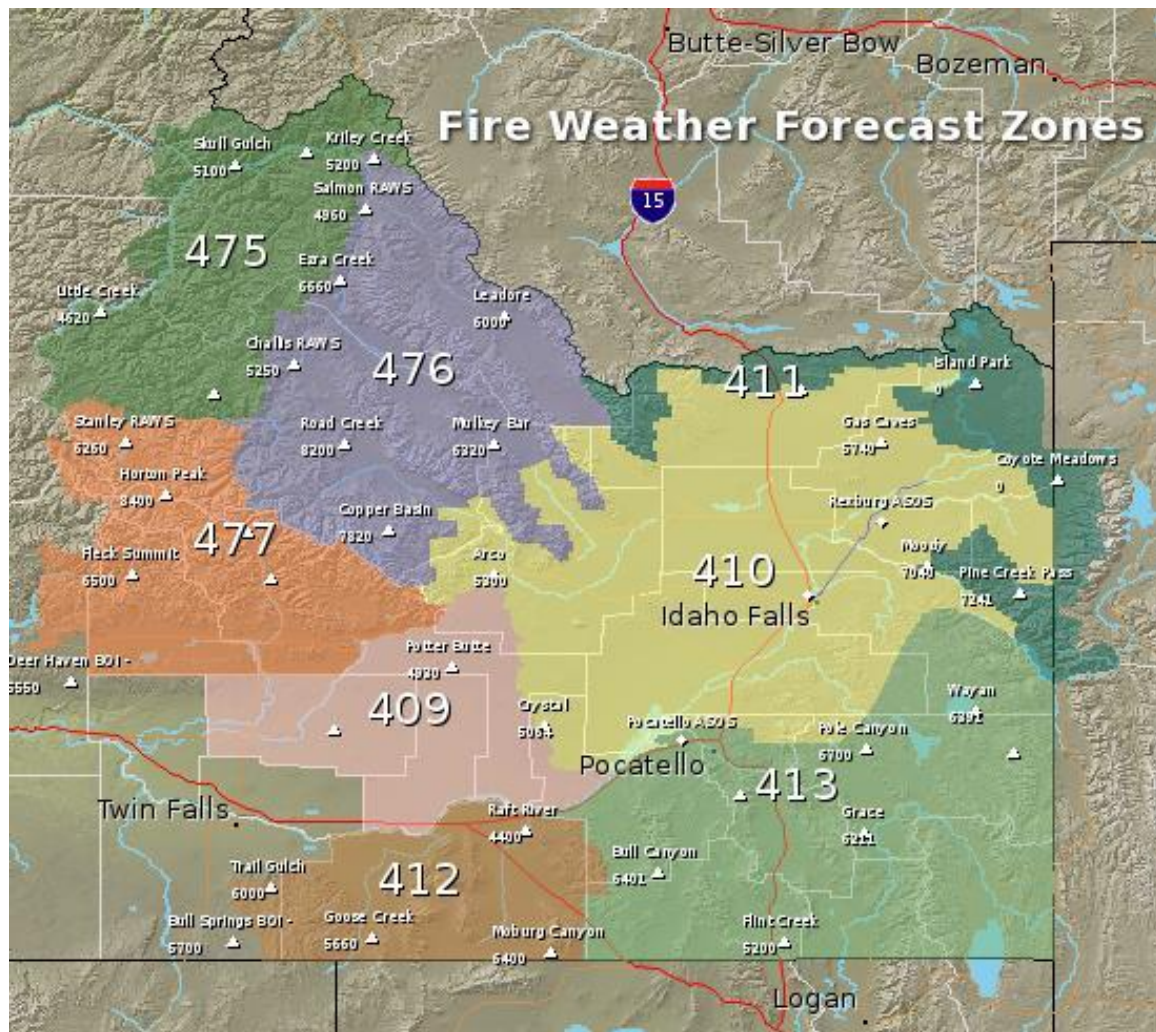 Butte-Silver Bow
Bozeman
Fire Weather Forecast Zones
Skull Gulch
5100
Kriley Creek
5200
Salmon RAWS
4960
15
475
Ezra Creek
6660
Little Creek
4620
Leadore
6000
Challis RAWS
5250
476
411
Island Park
0
Stanley RAWS
6260
Road Creek
8200
Mulkey Bar
6320
Gas Caves
5740
Horton Peak
8400
Coyote Meadows
0
Rexburg ASOS
Copper Basin
7820
477
Fleck Summit
6500
Arco
5300
410
Moody
7040
Pine Creek Pass
7241
Idaho Falls
Potter Butte
4930
Deer Haven BOI -
5550
409
Crystal
5064
Wayan
6391
Pocatello ASOS
Pole Canyon
6700
Pocatello
413
Twin Falls
Raft River
4400
Grace
6211
Trail Gulch
6000
412
Bull Canyon
6401
Bull Springs BOI -
5700
Goose Creek
5660
Moburg Canyon
6400
Flint Creek
5200
Logan